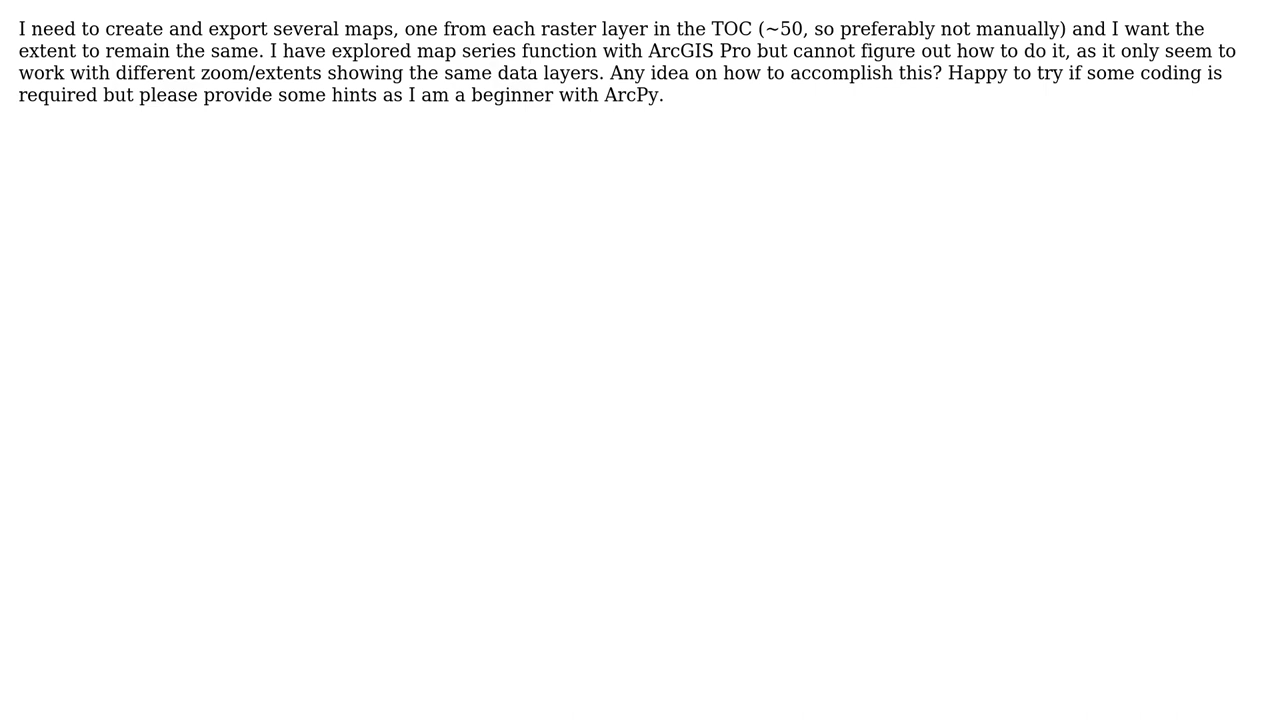 I need to create and export several maps, one from each raster layer in the TOC (~50, so preferably not manually) and I want the
extent to remain the same. I have explored map series function with ArcGIS Pro but cannot figure out how to do it, as it only seem to
work with different zoom/extents showing the same data layers. Any idea on how to accomplish this? Happy to try if some coding is
required but please provide some hints as I am a beginner with ArcPy.